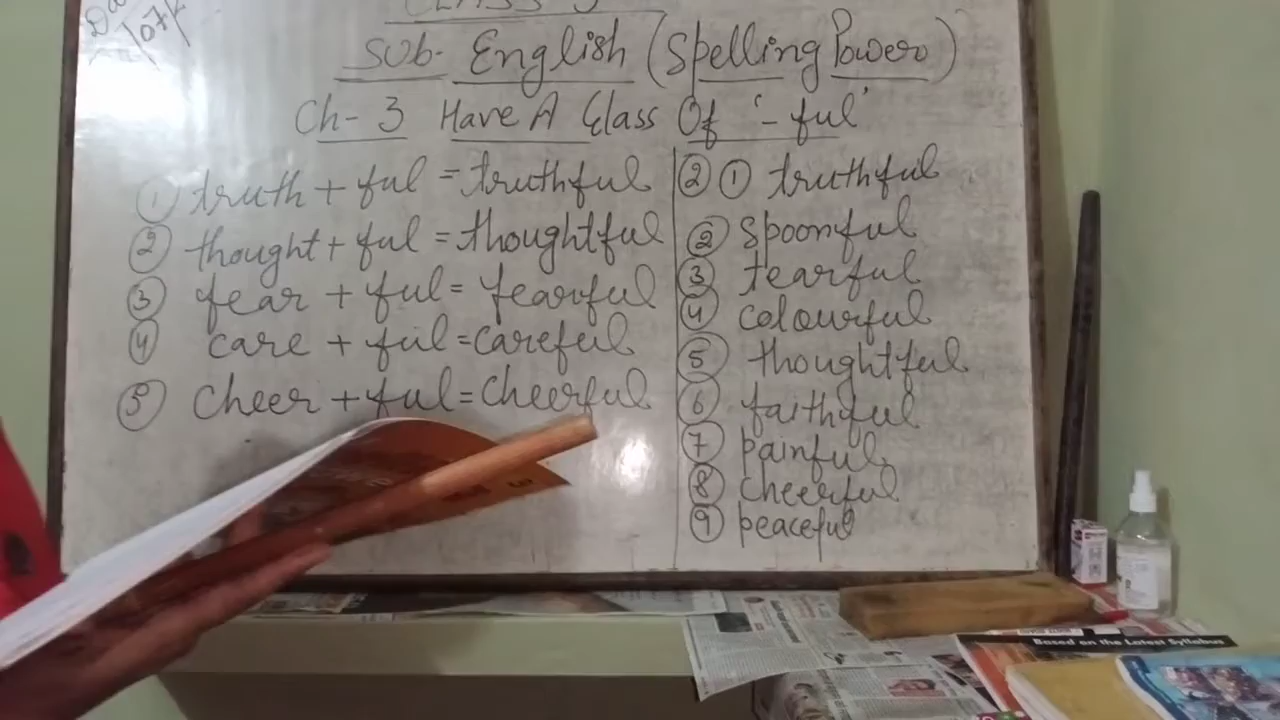 07/
Sub- English (Spelling Power)
Ch- 3 Have A Glass Of '- ful'
① truth + ful = truthful
② thought + ful = thoughtful
③ fear + ful = fearful
④ care + ful = careful
⑤ Cheer + ful = Cheerful
② ① truthful
② Spoonful
③ tearful
④ colourful
⑤ thoughtful
⑥ faithful
⑦ painful
⑧ Cheerful
⑨ peaceful
Based on the Latest Syllabus